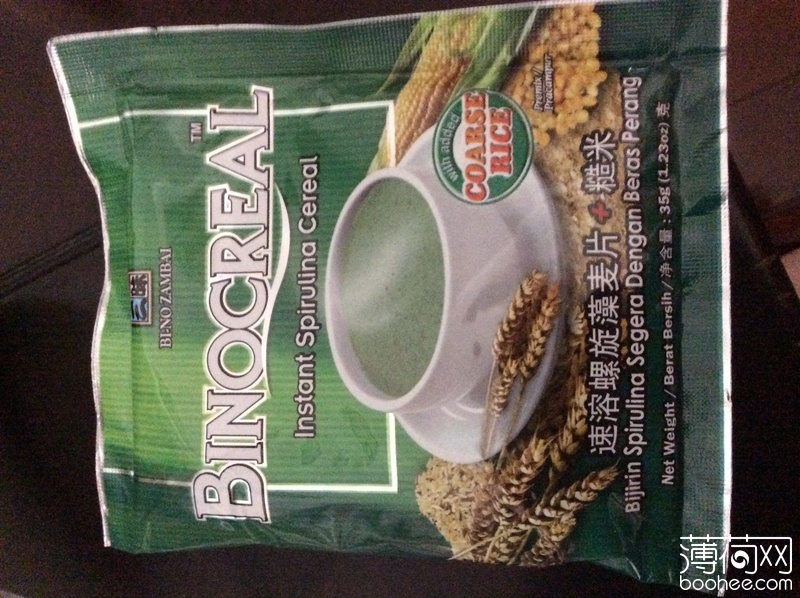 BENO ZAMBAI
BINOCREAL™
Instant Spirulina Cereal
with added
COARSE
RICE
Premix /
Pracampur
速溶螺旋藻麦片+糙米
Bijirin Spirulina Segera Dengan Beras Perang
Net Weight / Berat Bersih / 净含量 : 35g (1.23oz) 克
薄荷网
boohee.com